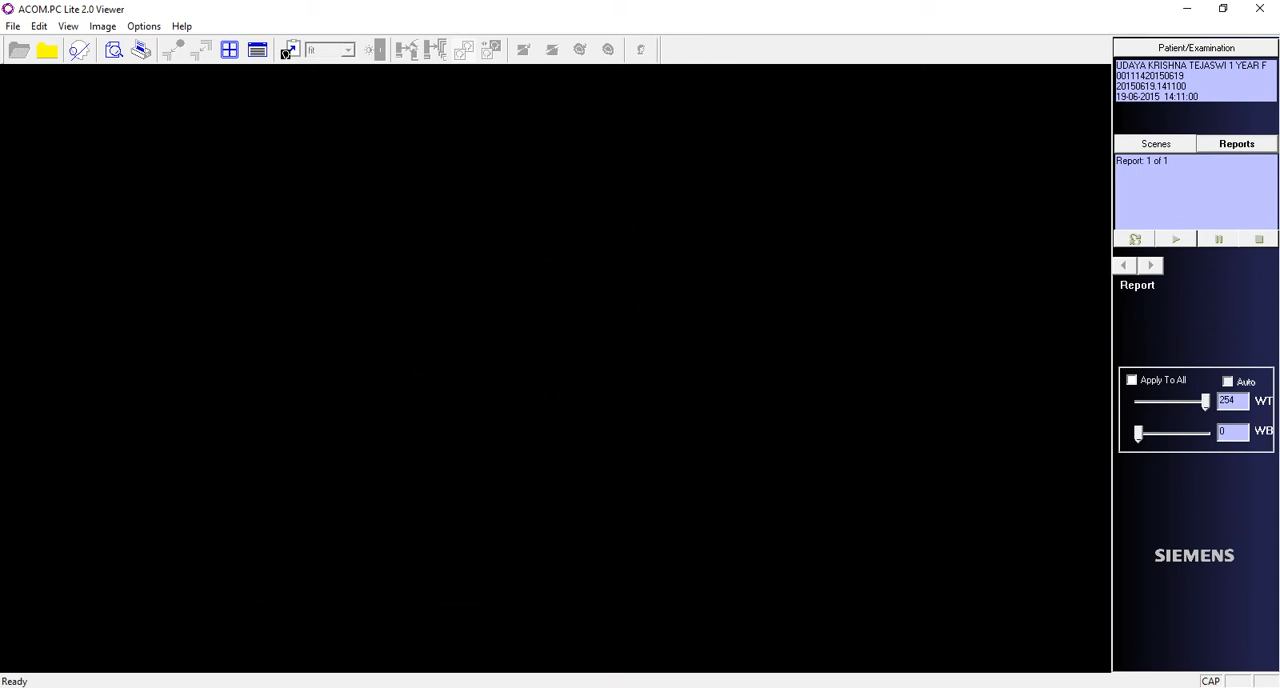 ACOM.PC Lite 2.0 Viewer
File Edit View Image Options Help
fit
Patient/Examination
UDAYA KRISHNA TEJASWI 1 YEAR F
00111420150619
20150619.141100
19-06-2015 14:11:00
Scenes Reports
Report: 1 of 1
Report
Apply To All Auto
254 WT
0 WB
SIEMENS
Ready CAP